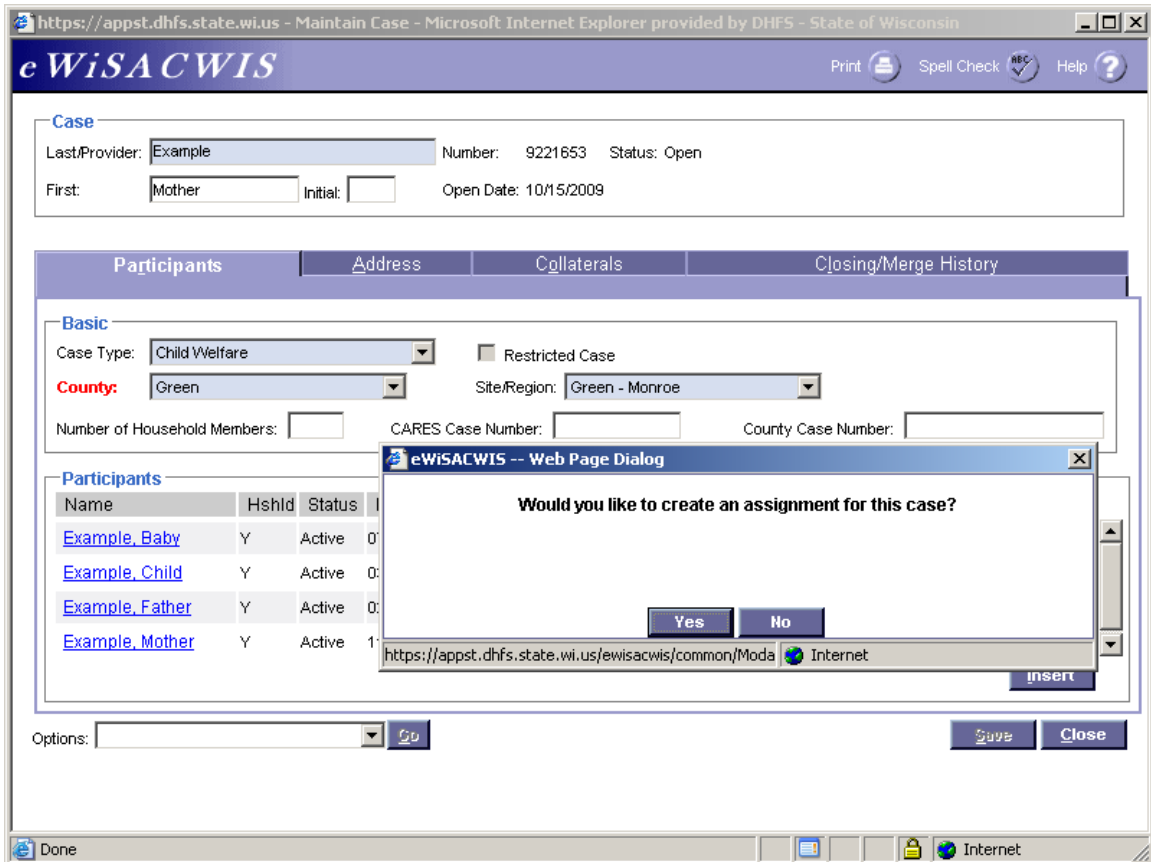 https://appst.dhfs.state.wi.us - Maintain Case - Microsoft Internet Explorer provided by DHFS - State of Wisconsin
eWiSACWIS Print Spell Check ABC Help ?
Case
Last/Provider: Example Number: 9221653 Status: Open
First: Mother Initial: Open Date: 10/15/2009
Participants Address Collaterals Closing/Merge History
Basic
Case Type: Child Welfare Restricted Case
County: Green Site/Region: Green - Monroe
Number of Household Members: CARES Case Number: County Case Number:
eWiSACWIS -- Web Page Dialog
Would you like to create an assignment for this case?
Yes No
https://appst.dhfs.state.wi.us/ewisacwis/common/Moda Internet
Participants
Name Hshld Status
Example, Baby Y Active
Example, Child Y Active
Example, Father Y Active
Example, Mother Y Active
Insert
Options: Go Save Close
Done Internet